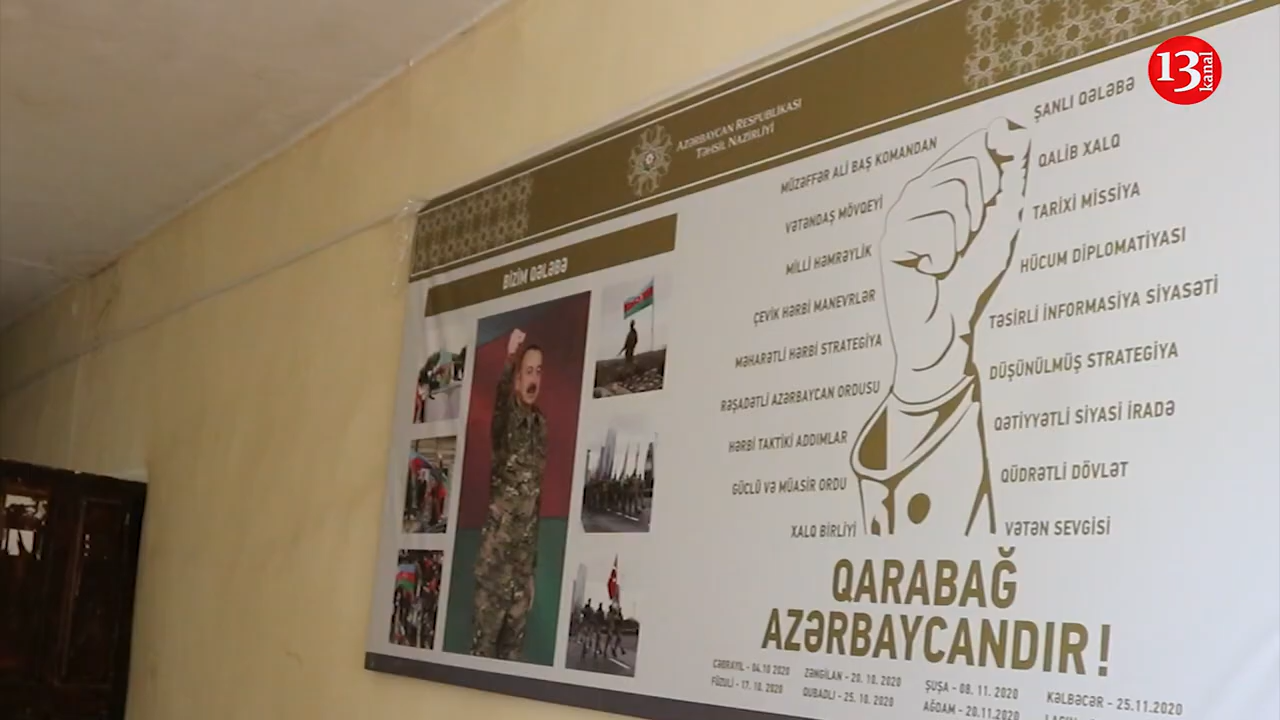 13 kanal
AZƏRBAYCAN RESPUBLİKASI
TƏHSİL NAZİRLİYİ
BİZİM QƏLƏBƏ
MÜZƏFFƏR ALİ BAŞ KOMANDAN
VƏTƏNDAŞ MÖVQEYİ
MİLLİ HƏMRƏYLİK
ÇEVİK HƏRBİ MANEVRLƏR
MƏHARƏTLİ HƏRBİ STRATEGİYA
RƏŞADƏTLİ AZƏRBAYCAN ORDUSU
HƏRBİ TAKTİKİ ADDIMLAR
GÜCLÜ VƏ MÜASİR ORDU
XALQ BİRLİYİ
ŞANLI QƏLƏBƏ
QALİB XALQ
TARİXİ MİSSİYA
HÜCUM DİPLOMATİYASI
TƏSİRLİ İNFORMASİYA SİYASƏTİ
DÜŞÜNÜLMÜŞ STRATEGİYA
QƏTİYYƏTLİ SİYASİ İRADƏ
QÜDRƏTLİ DÖVLƏT
VƏTƏN SEVGİSİ
QARABAĞ
AZƏRBAYCANDIR!
CƏBRAYIL - 04.10 2020
FÜZULİ - 17. 10. 2020
ZƏNGİLAN - 20. 10. 2020
QUBADLI - 25. 10. 2020
ŞUŞA - 08. 11. 2020
AĞDAM - 20.11.2020
KƏLBƏCƏR - 25.11.2020